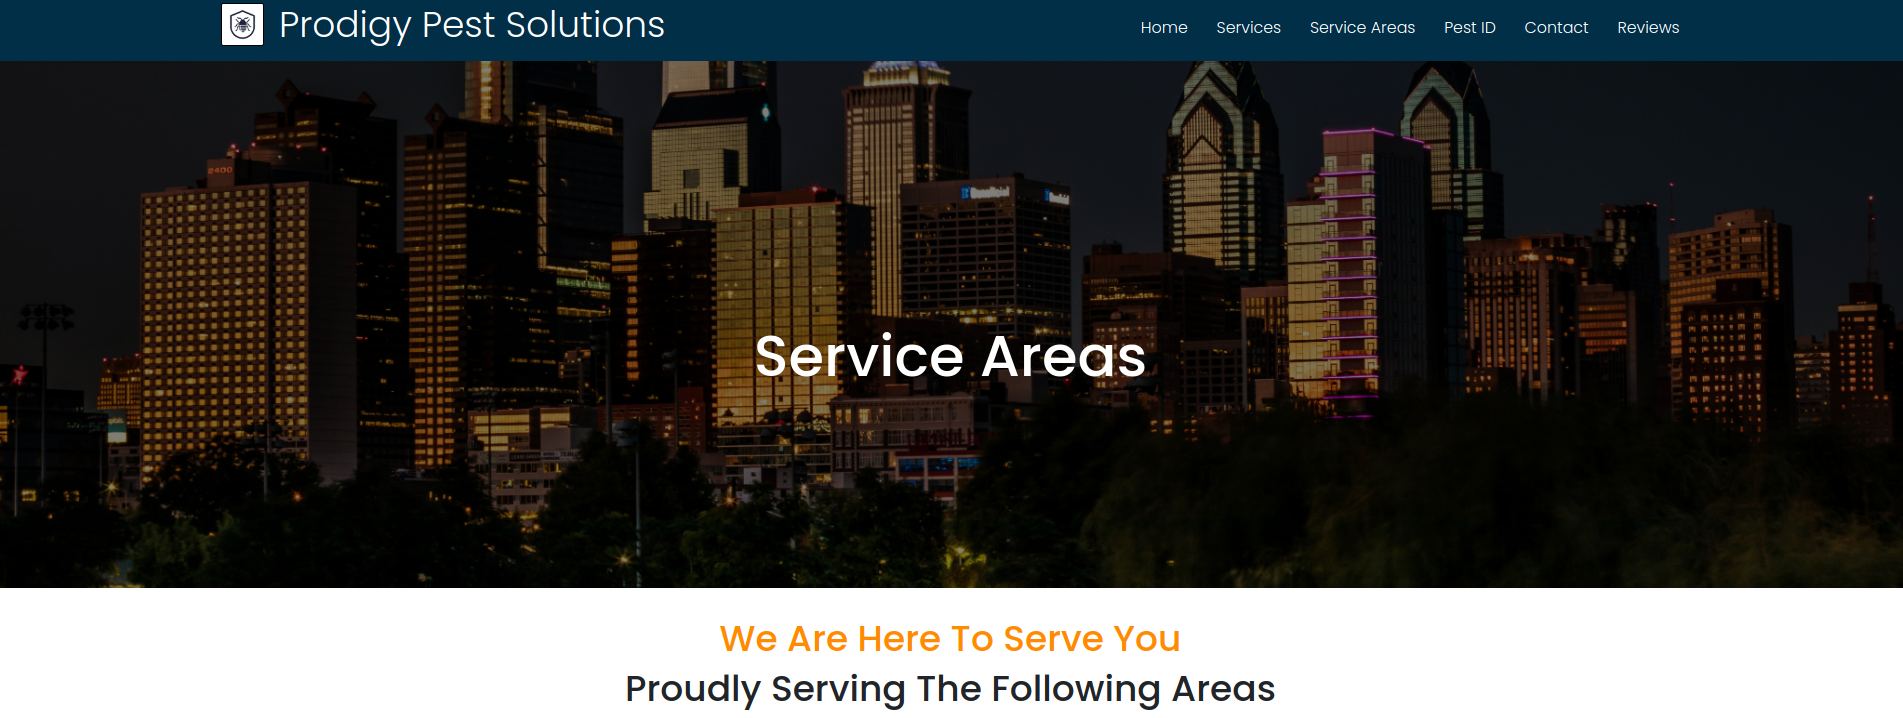 Prodigy Pest Solutions
Home Services Service Areas Pest ID Contact Reviews
2400
Service Areas
We Are Here To Serve You
Proudly Serving The Following Areas